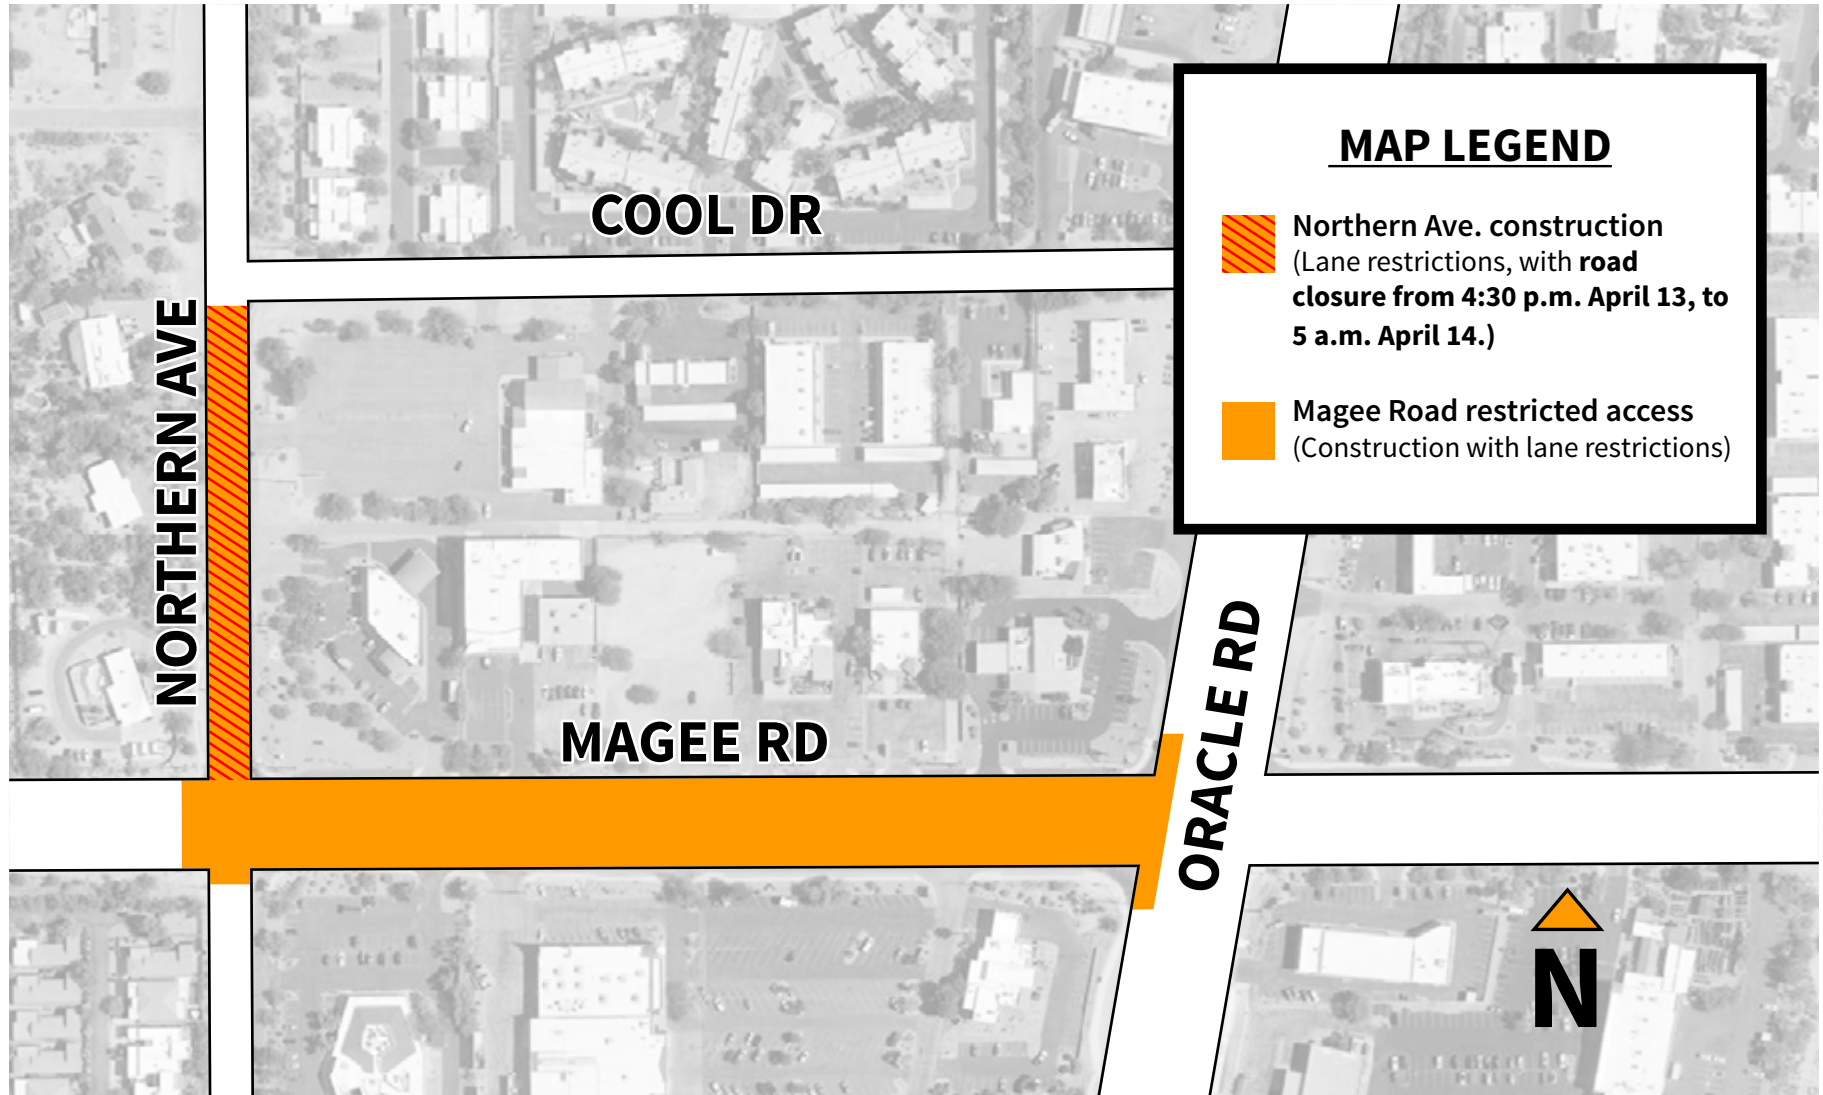 MAP LEGEND
Northern Ave. construction
(Lane restrictions, with road
closure from 4:30 p.m. April 13, to
5 a.m. April 14.)
Magee Road restricted access
(Construction with lane restrictions)
COOL DR
NORTHERN AVE
MAGEE RD
ORACLE RD
N